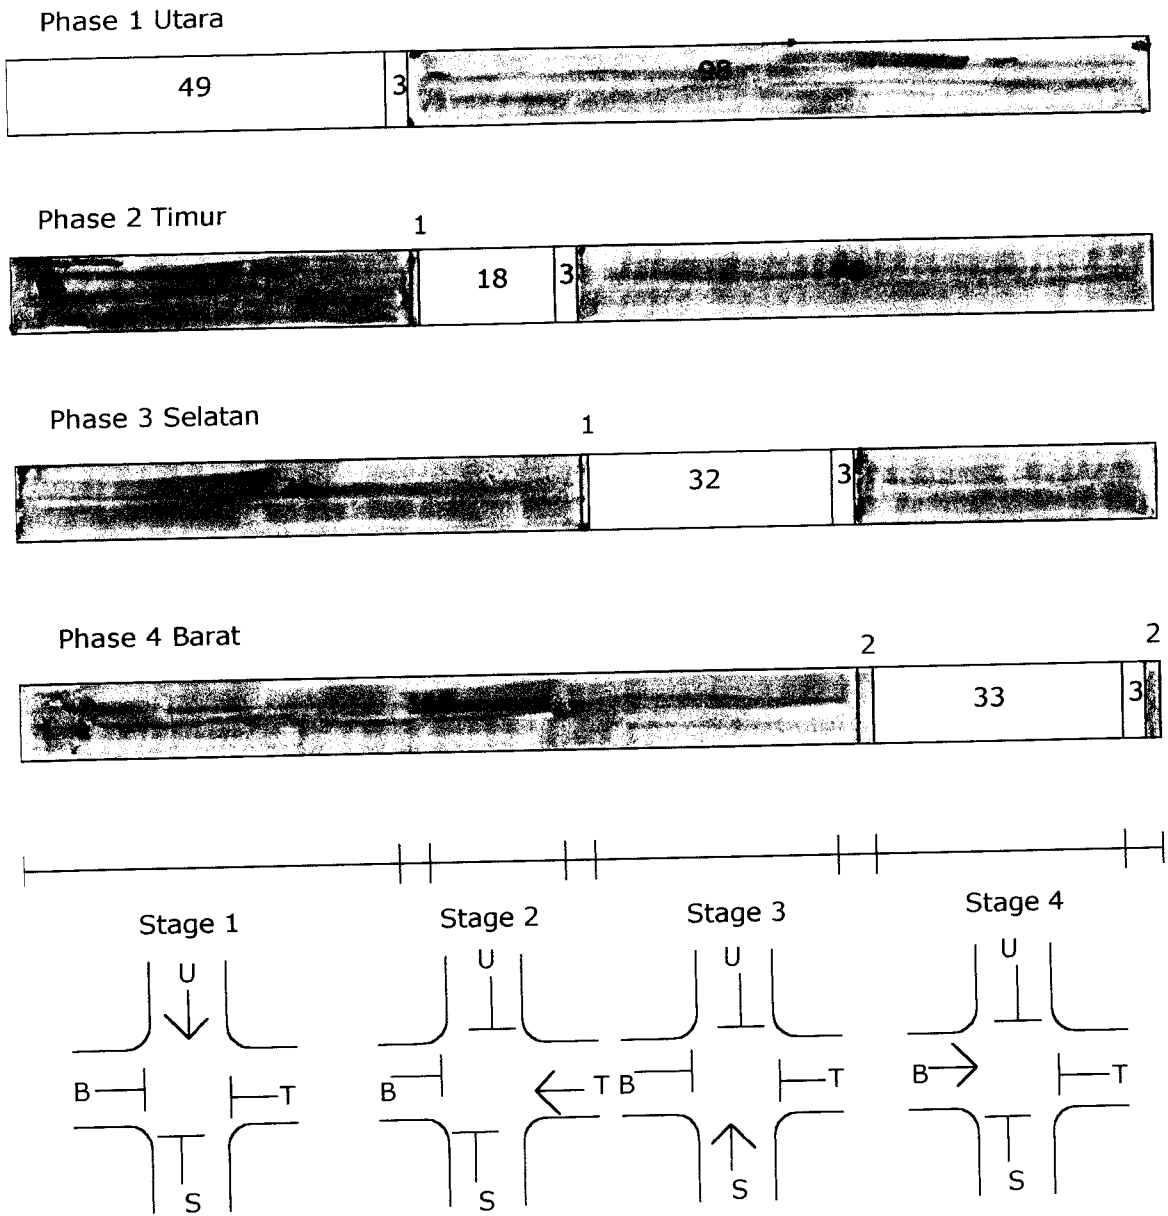 Phase 1 Utara
49 3 98
Phase 2 Timur
1
18 3
Phase 3 Selatan
1
32 3
Phase 4 Barat
2 2
33 3
Stage 1 Stage 2 Stage 3 Stage 4
U U U U
B T B T B T B T
S S S S